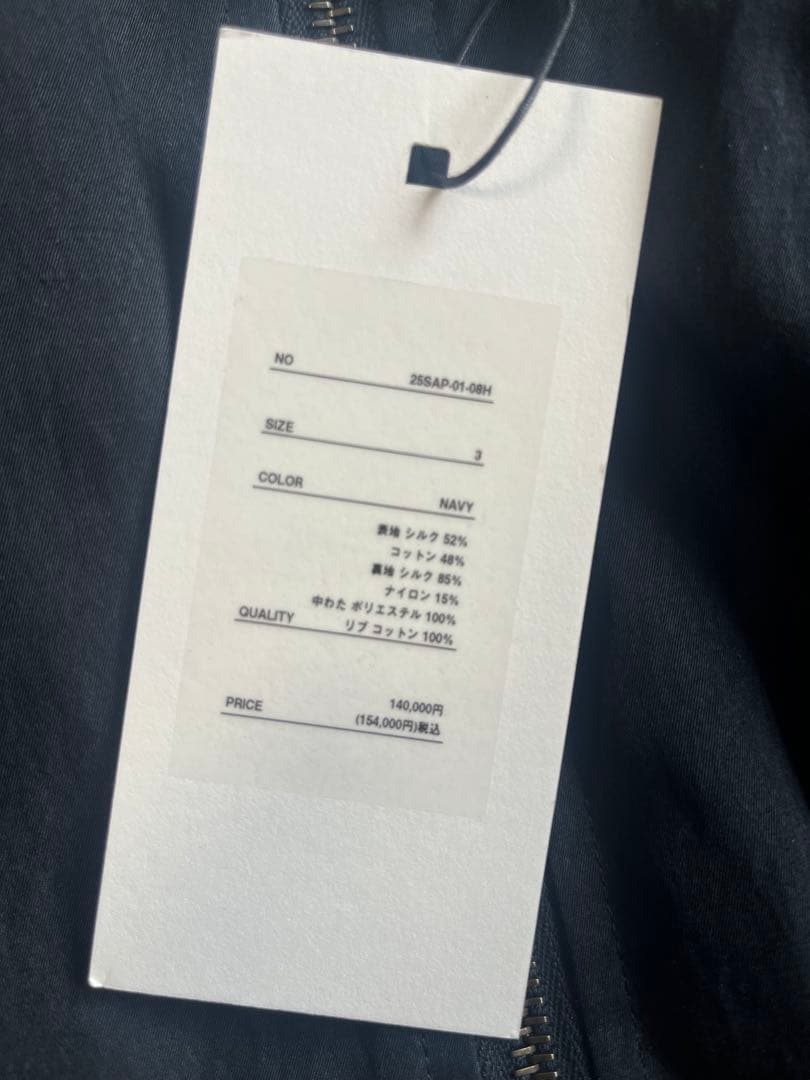 NO
25SAP-01-08H
SIZE
3
COLOR
NAVY
表地 シルク 52%
コットン 48%
裏地 シルク 85%
ナイロン 15%
中わた ポリエステル 100%
QUALITY リブ コットン 100%
PRICE 140,000円
(154,000円)税込